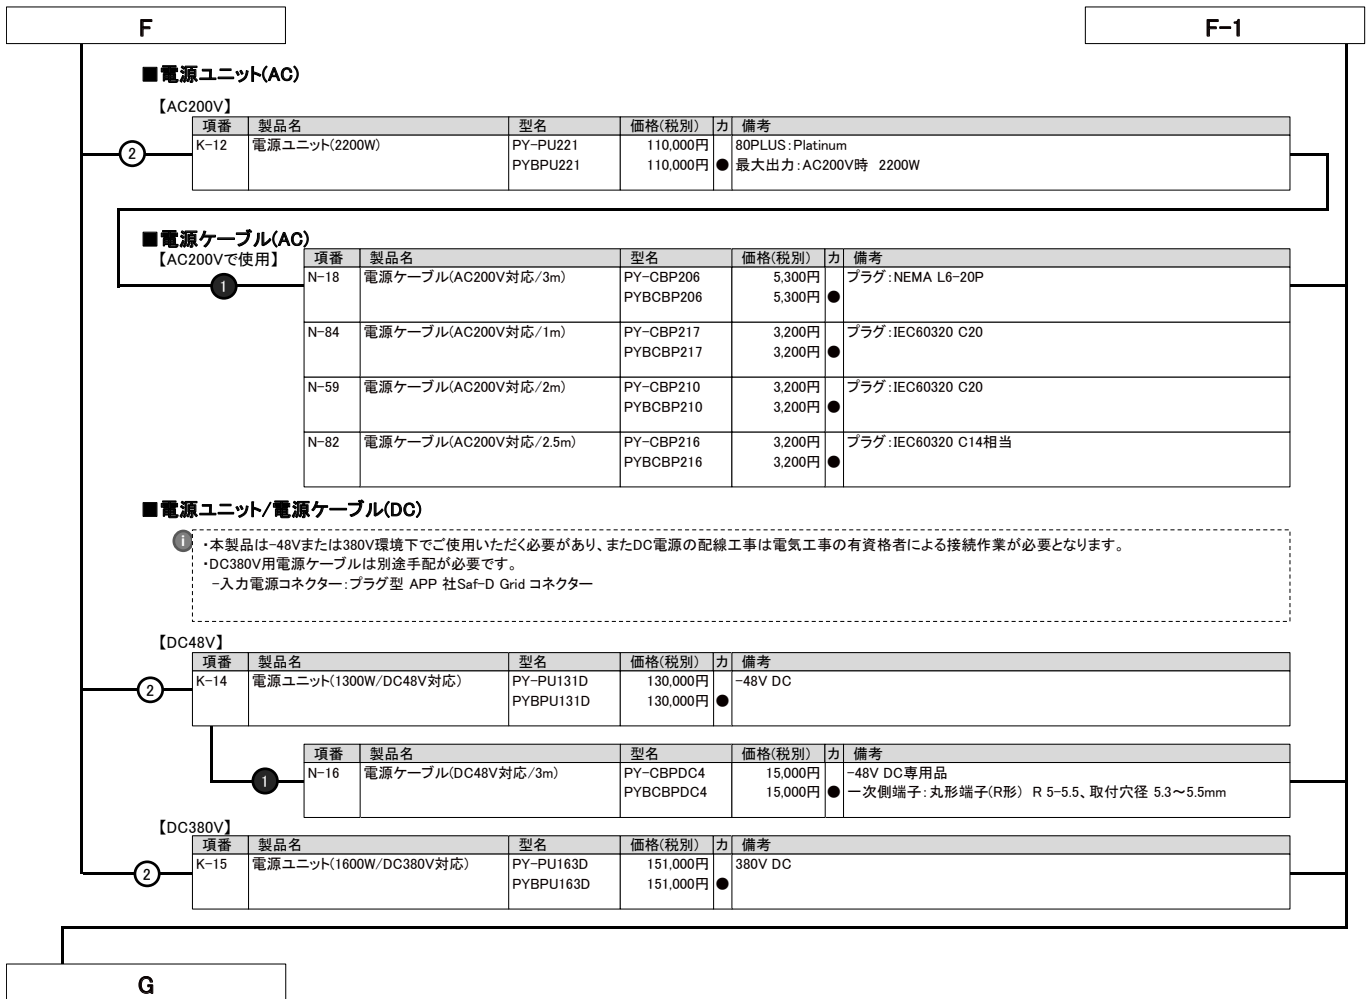 F
F-1
■電源ユニット(AC)
【AC200V】
項番 製品名 型名 価格(税別) カ 備考
② K-12 電源ユニット(2200W) PY-PU221 110,000円 80PLUS:Platinum
PYBPU221 110,000円 ● 最大出力:AC200V時 2200W
■電源ケーブル(AC)
【AC200Vで使用】
項番 製品名 型名 価格(税別) カ 備考
❶ N-18 電源ケーブル(AC200V対応/3m) PY-CBP206 5,300円 プラグ:NEMA L6-20P
PYBCBP206 5,300円 ●
N-84 電源ケーブル(AC200V対応/1m) PY-CBP217 3,200円 プラグ:IEC60320 C20
PYBCBP217 3,200円 ●
N-59 電源ケーブル(AC200V対応/2m) PY-CBP210 3,200円 プラグ:IEC60320 C20
PYBCBP210 3,200円 ●
N-82 電源ケーブル(AC200V対応/2.5m) PY-CBP216 3,200円 プラグ:IEC60320 C14相当
PYBCBP216 3,200円 ●
■電源ユニット/電源ケーブル(DC)
i ・本製品は-48Vまたは380V環境下でご使用いただく必要があり、またDC電源の配線工事は電気工事の有資格者による接続作業が必要となります。
・DC380V用電源ケーブルは別途手配が必要です。
-入力電源コネクター:プラグ型 APP 社Saf-D Grid コネクター
【DC48V】
項番 製品名 型名 価格(税別) カ 備考
② K-14 電源ユニット(1300W/DC48V対応) PY-PU131D 130,000円 -48V DC
PYBPU131D 130,000円 ●
項番 製品名 型名 価格(税別) カ 備考
❶ N-16 電源ケーブル(DC48V対応/3m) PY-CBPDC4 15,000円 -48V DC専用品
PYBCBPDC4 15,000円 ● 一次側端子:丸形端子(R形) R 5-5.5、取付穴径 5.3～5.5mm
【DC380V】
項番 製品名 型名 価格(税別) カ 備考
② K-15 電源ユニット(1600W/DC380V対応) PY-PU163D 151,000円 380V DC
PYBPU163D 151,000円 ●
G